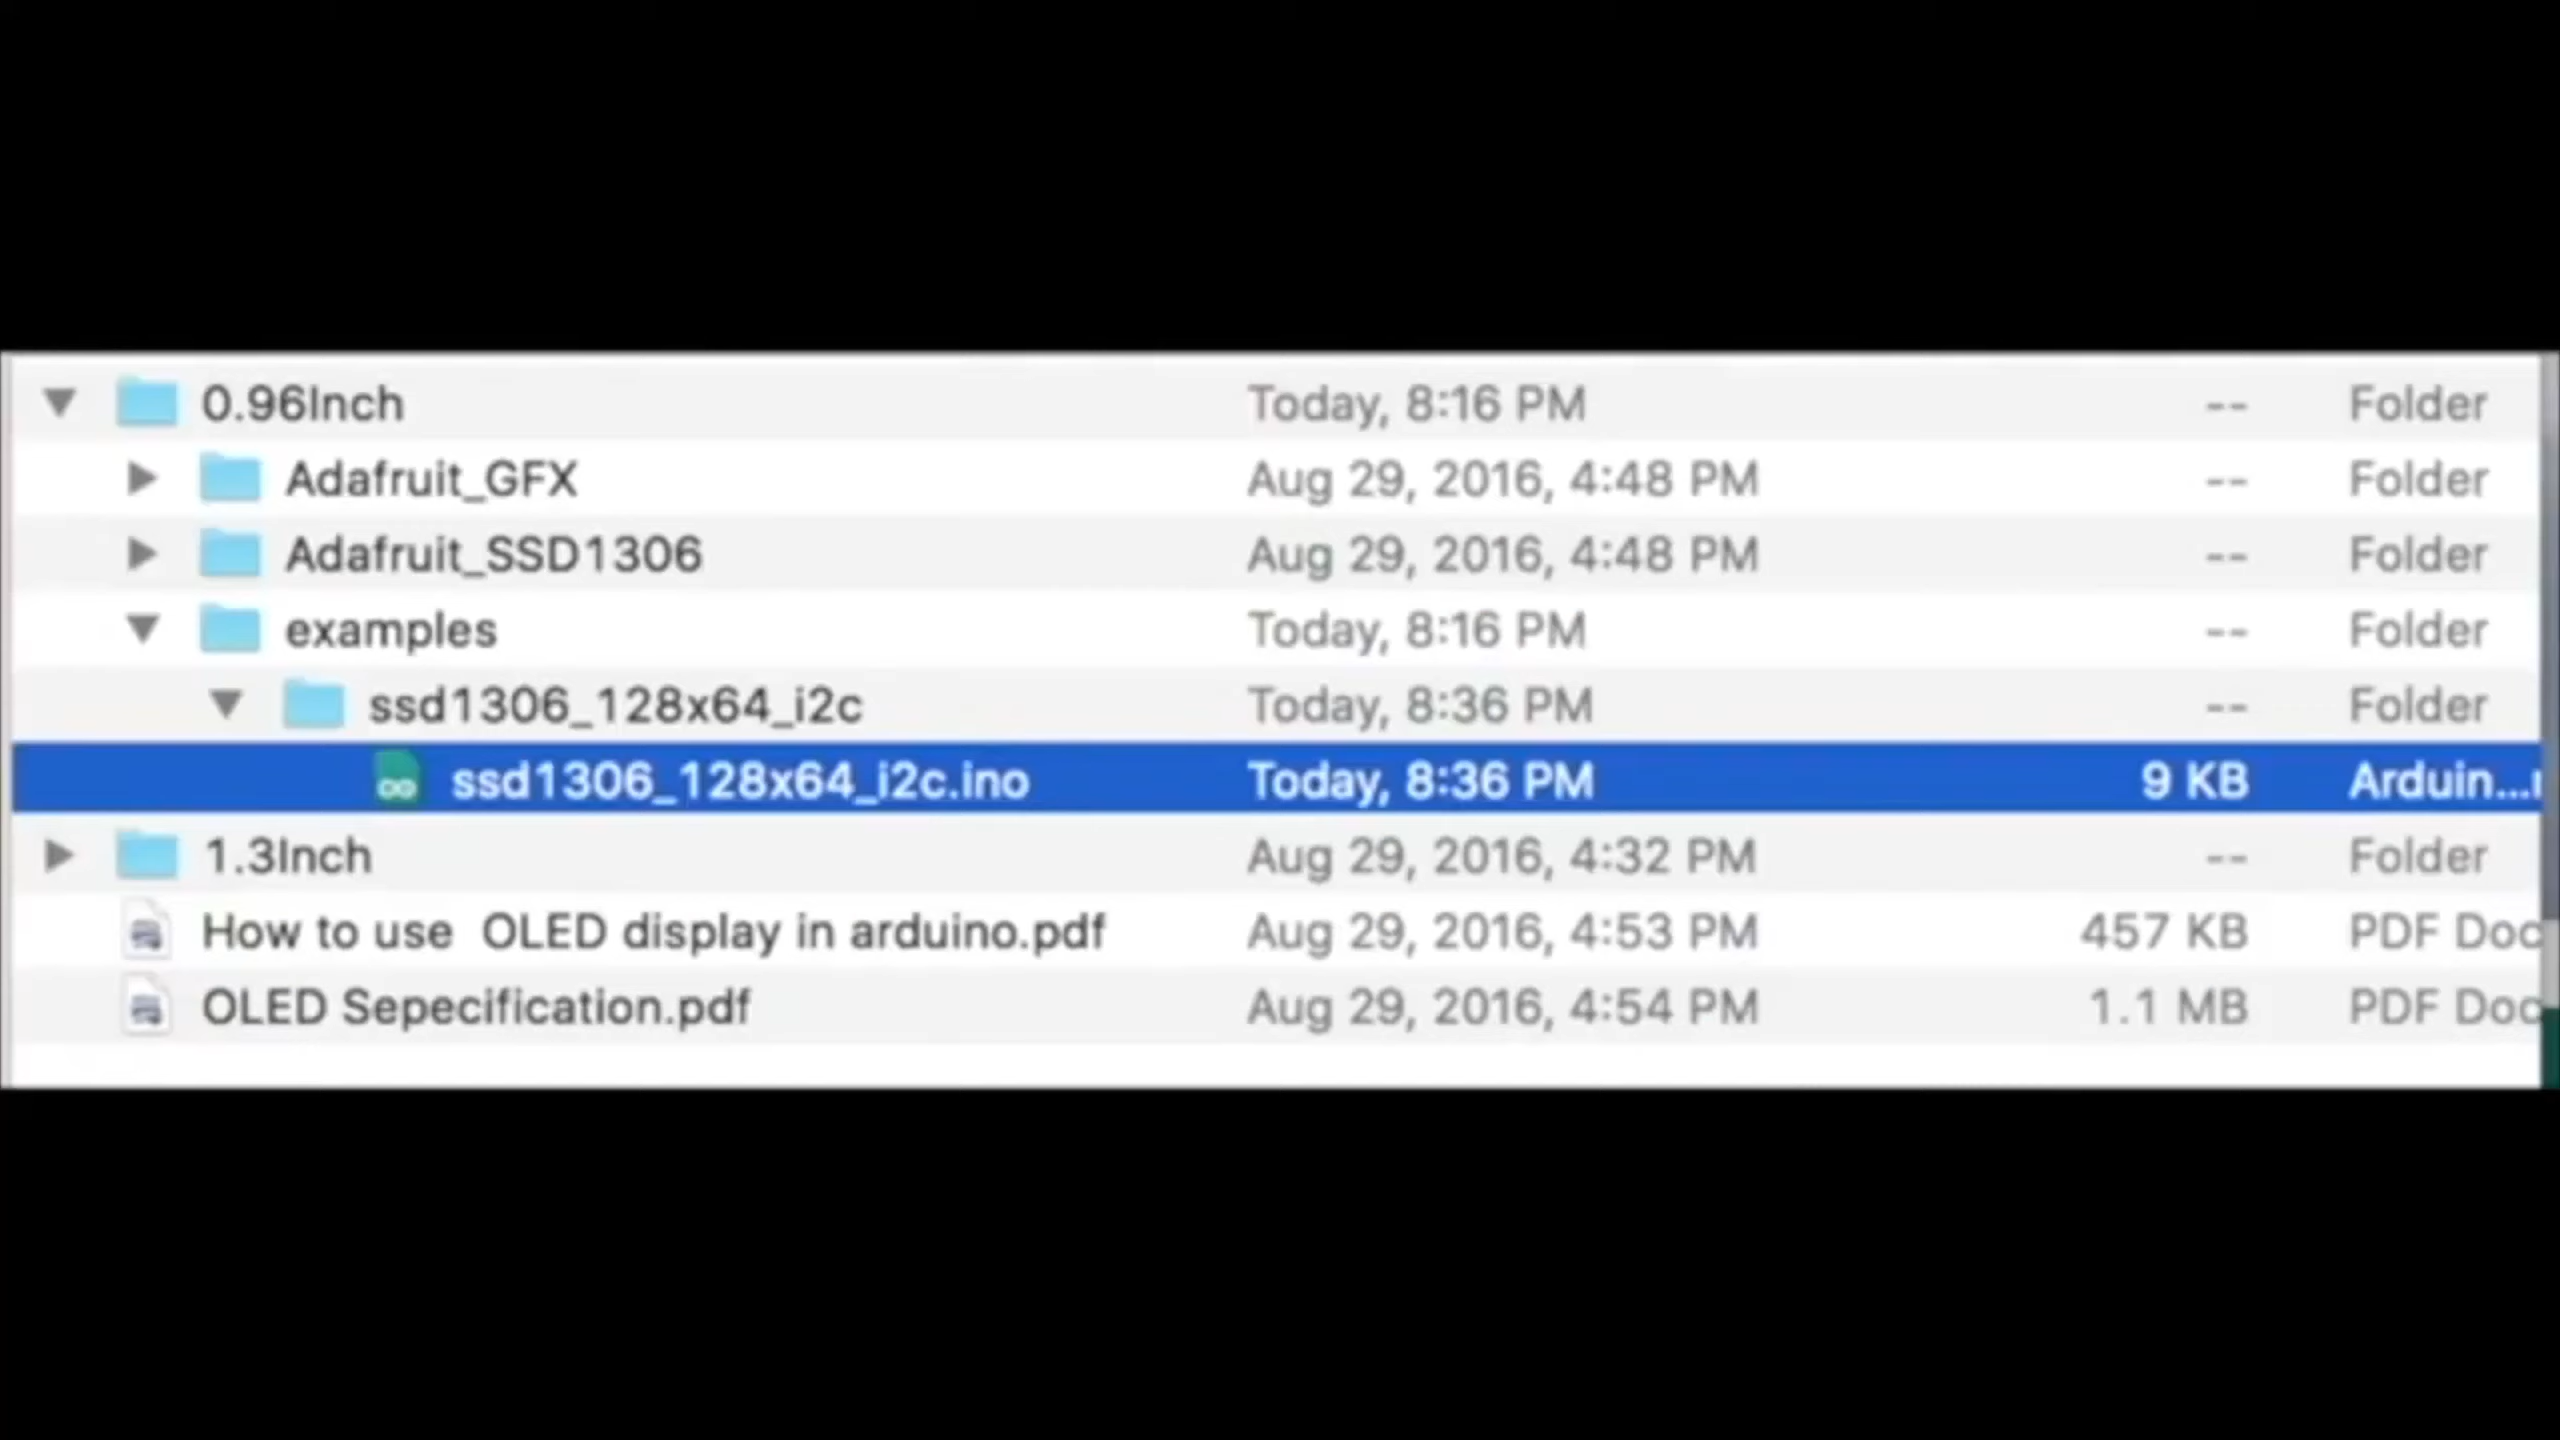 0.96Inch Today, 8:16 PM -- Folder
Adafruit_GFX Aug 29, 2016, 4:48 PM -- Folder
Adafruit_SSD1306 Aug 29, 2016, 4:48 PM -- Folder
examples Today, 8:16 PM -- Folder
ssd1306_128x64_i2c Today, 8:36 PM -- Folder
ssd1306_128x64_i2c.ino Today, 8:36 PM 9 KB Arduin...
1.3Inch Aug 29, 2016, 4:32 PM -- Folder
How to use  OLED display in arduino.pdf Aug 29, 2016, 4:53 PM 457 KB PDF Doc
OLED Sepecification.pdf Aug 29, 2016, 4:54 PM 1.1 MB PDF Doc